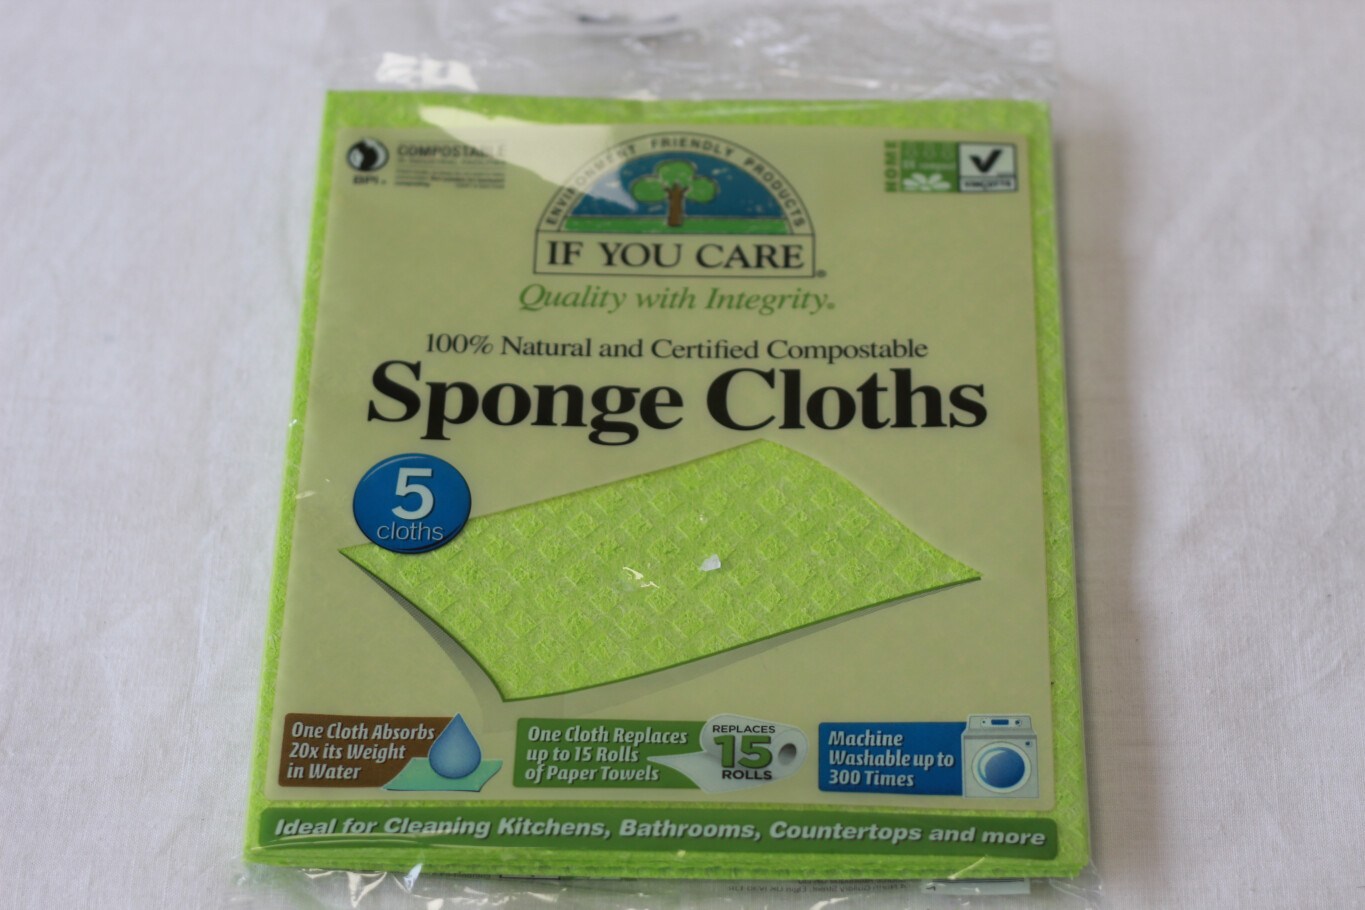 COMPOSTABLE
BPI
ENVIRONMENT FRIENDLY PRODUCTS
HOME
IF YOU CARE®
Quality with Integrity®
100% Natural and Certified Compostable
Sponge Cloths
5
cloths
One Cloth Absorbs
20x its Weight
in Water
One Cloth Replaces
up to 15 Rolls
of Paper Towels
REPLACES
15
ROLLS
Machine
Washable up to
300 Times
Ideal for Cleaning Kitchens, Bathrooms, Countertops and more